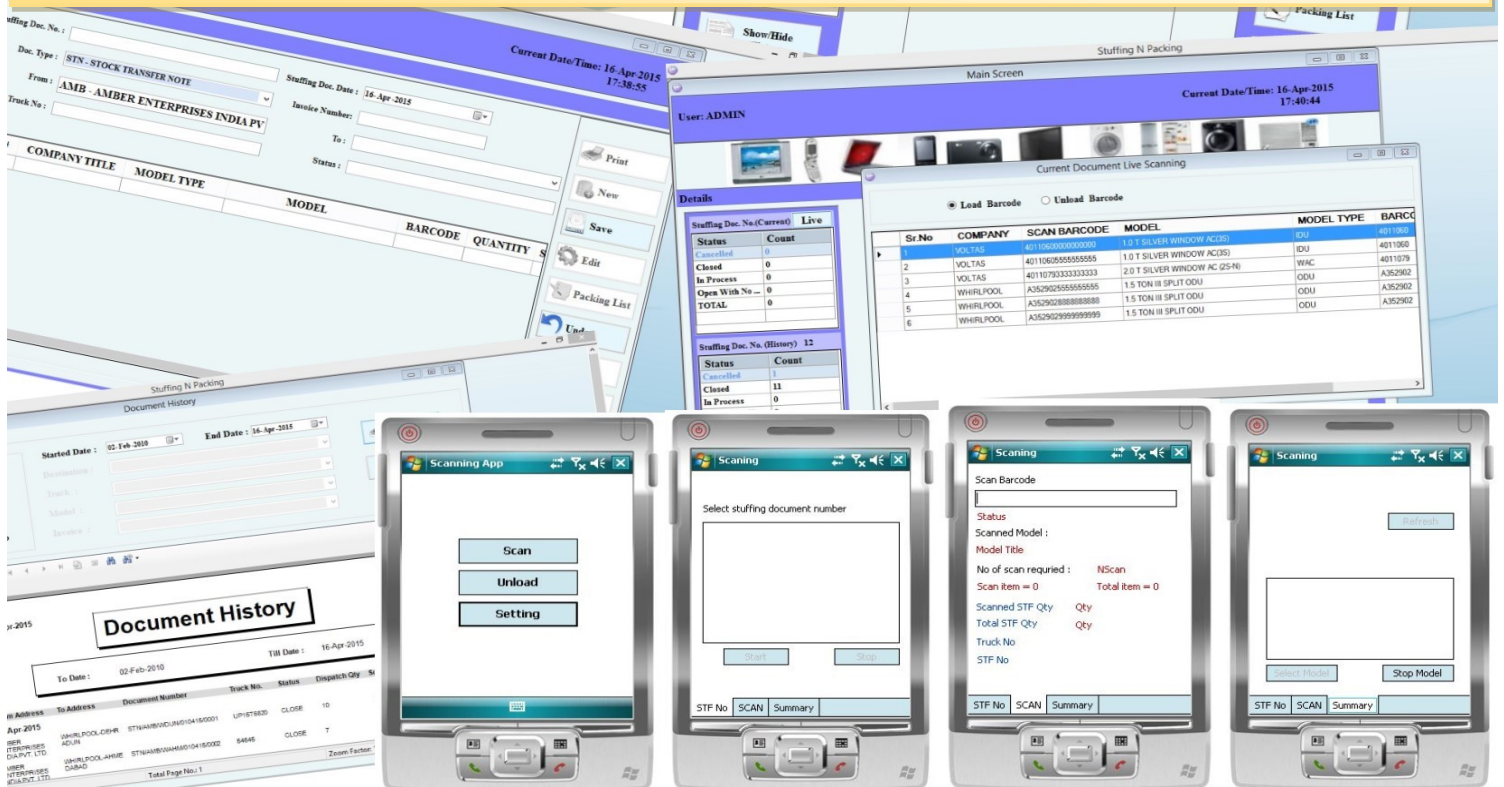 Show/Hide
Packing List
Stuffing Doc. No. :
Doc. Type : STN - STOCK TRANSFER NOTE
From : AMB - AMBER ENTERPRISES INDIA PV
Truck No :
Current Date/Time: 16-Apr-2015
17:38:55
Stuffing Doc. Date : 16-Apr-2015
Invoice Number:
To :
Status :
COMPANY TITLE MODEL TYPE MODEL BARCODE QUANTITY
Print
New
Save
Edit
Packing List
Stuffing N Packing
Main Screen
User: ADMIN
Current Date/Time: 16-Apr-2015
17:40:44
Details
Stuffing Doc. No.(Current) Live
Status Count
Cancelled 0
Closed 0
In Process 0
Open With No ... 0
TOTAL 0
Stuffing Doc. No. (History) 12
Status Count
Cancelled 1
Closed 11
In Process 0
Current Document Live Scanning
Load Barcode Unload Barcode
Sr.No COMPANY SCAN BARCODE MODEL MODEL TYPE BARCO
1 VOLTAS 40110600000000000 1.0 T SILVER WINDOW AC(3S) IDU 4011060
2 VOLTAS 40110605555555555 1.0 T SILVER WINDOW AC(3S) IDU 4011060
3 VOLTAS 40110793333333333 2.0 T SILVER WINDOW AC (2S-N) WAC 4011079
4 WHIRLPOOL A3529025555555555 1.5 TON III SPLIT ODU ODU A352902
5 WHIRLPOOL A3529028888888888 1.5 TON III SPLIT ODU ODU A352902
6 WHIRLPOOL A3529029999999999 1.5 TON III SPLIT ODU ODU A352902
Stuffing N Packing
Document History
Started Date : 02-Feb-2010 End Date : 16-Apr-2015
Destination :
Truck :
Model :
Invoice :
Document History
To Date : 02-Feb-2010 Till Date : 16-Apr-2015
Address To Address Document Number Truck No. Status Dispatch Qty
Apr-2015
WHIRLPOOL-DEHR
ADUN
STN/AMB/WDUN/010415/0001 UP15T5820 CLOSE 10
WHIRLPOOL-AHME
DABAD
STN/AMB/WAHM/010415/0002 64646 CLOSE 7
Total Page No.: 1
Zoom Factor:
Scanning App
Scan
Unload
Setting
Scaning
Select stuffing document number
Start Stop
STF No SCAN Summary
Scaning
Scan Barcode
Status
Scanned Model :
Model Title
No of scan requried : NScan
Scan item = 0 Total item = 0
Scanned STF Qty Qty
Total STF Qty Qty
Truck No
STF No
STF No SCAN Summary
Scaning
Refresh
Select Model Stop Model
STF No SCAN Summary